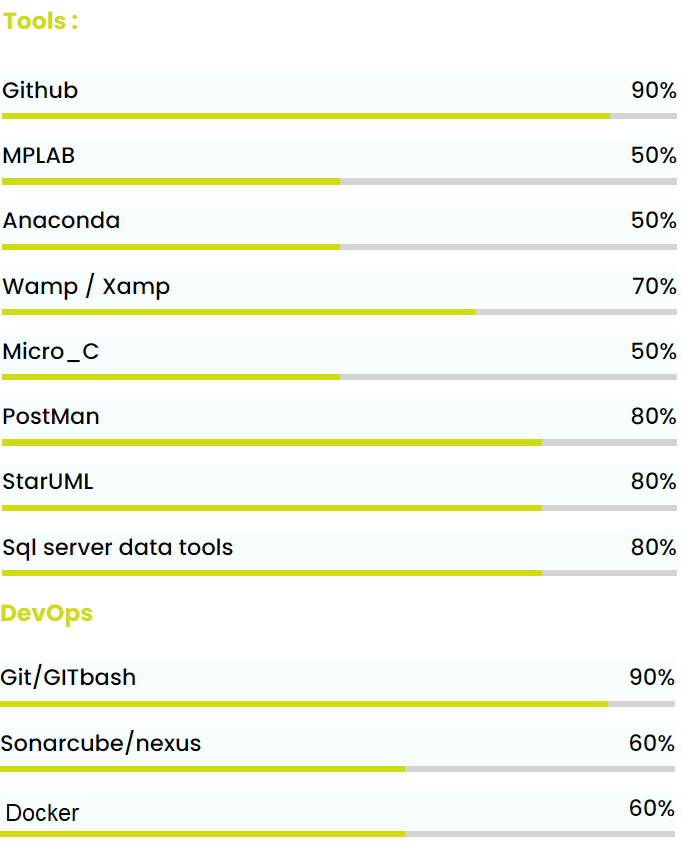 Tools :
Github 90%
MPLAB 50%
Anaconda 50%
Wamp / Xamp 70%
Micro_C 50%
PostMan 80%
StarUML 80%
Sql server data tools 80%
DevOps
Git/GITbash 90%
Sonarcube/nexus 60%
Docker 60%